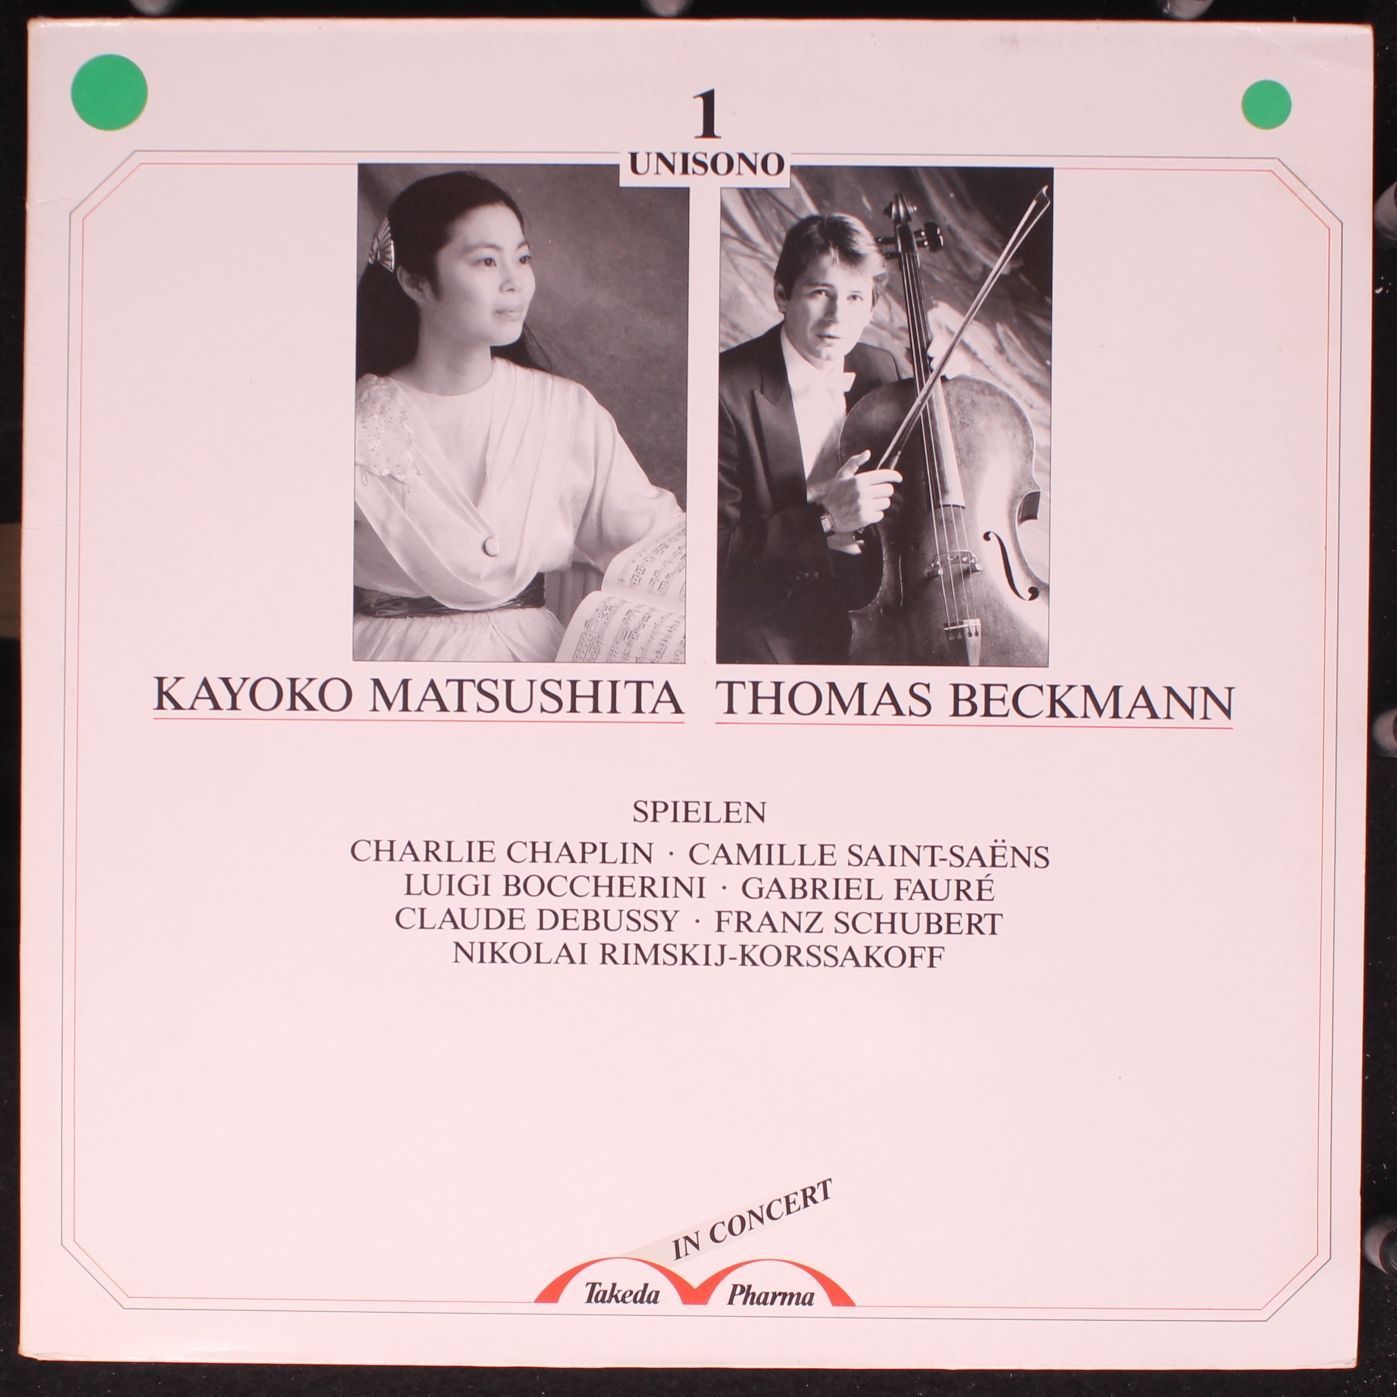 1
UNISONO
KAYOKO MATSUSHITA THOMAS BECKMANN
SPIELEN
CHARLIE CHAPLIN · CAMILLE SAINT-SAËNS
LUIGI BOCCHERINI · GABRIEL FAURÉ
CLAUDE DEBUSSY · FRANZ SCHUBERT
NIKOLAI RIMSKIJ-KORSSAKOFF
IN CONCERT
Takeda Pharma